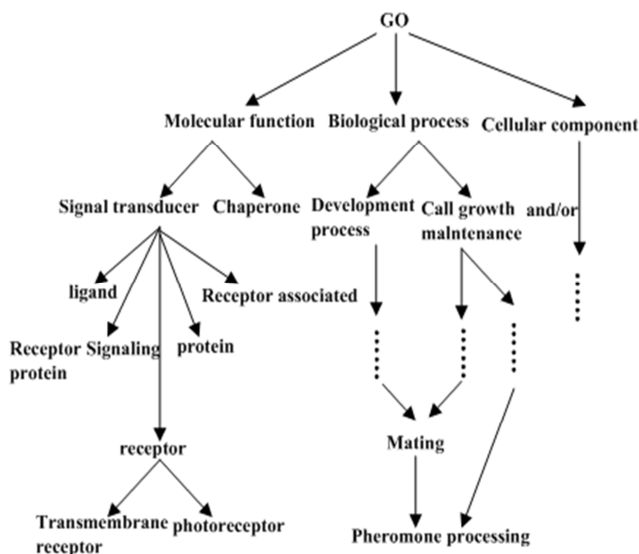 GO
Molecular function Biological process Cellular component
Signal transducer Chaperone Development Call growth and/or
process malntenance
ligand Receptor associated
Receptor Signaling protein
protein
receptor
Mating
Transmembrane photoreceptor
receptor
Pheromone processing